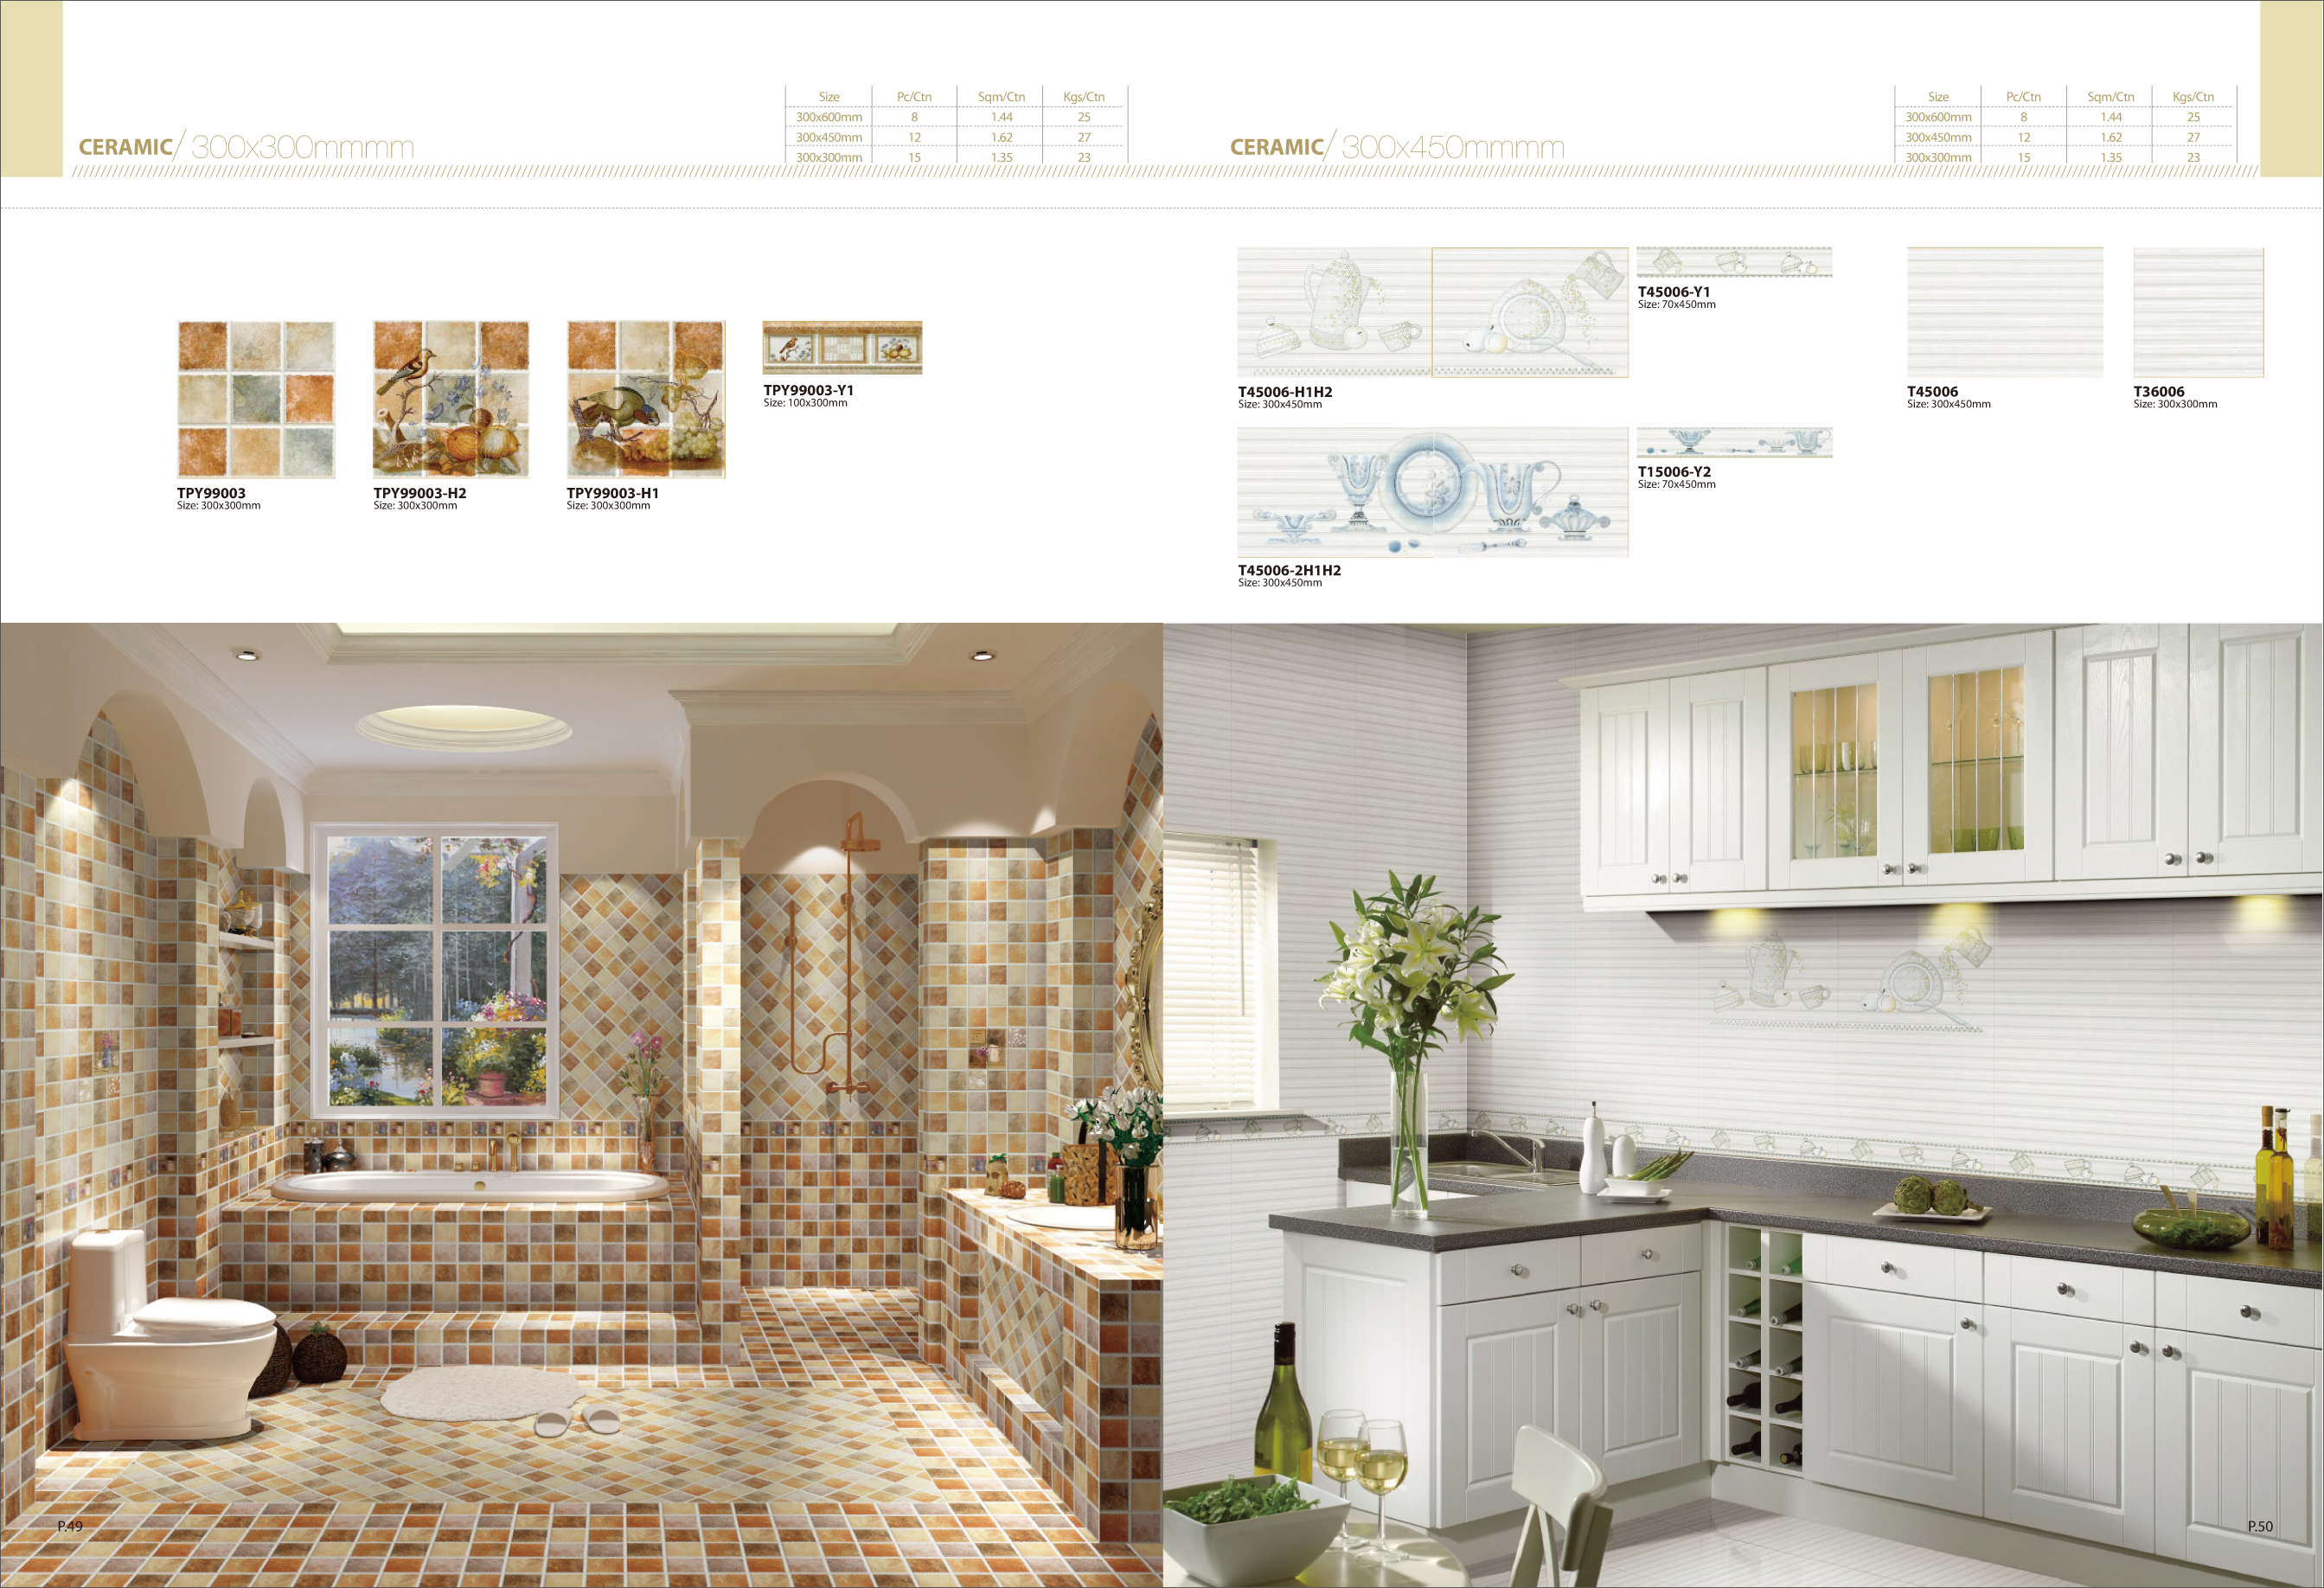 Size Pc/Ctn Sqm/Ctn Kgs/Ctn
300x600mm 8 1.44 25
300x450mm 12 1.62 27
300x300mm 15 1.35 23
CERAMIC/300x300mmmm
Size Pc/Ctn Sqm/Ctn Kgs/Ctn
300x600mm 8 1.44 25
300x450mm 12 1.62 27
300x300mm 15 1.35 23
CERAMIC/300x450mmmm
TPY99003
Size: 300x300mm
TPY99003-H2
Size: 300x300mm
TPY99003-H1
Size: 300x300mm
TPY99003-Y1
Size: 100x300mm
T45006-H1H2
Size: 300x450mm
T45006-Y1
Size: 70x450mm
T45006
Size: 300x450mm
T36006
Size: 300x300mm
T45006-2H1H2
Size: 300x450mm
T15006-Y2
Size: 70x450mm
P.49
P.50